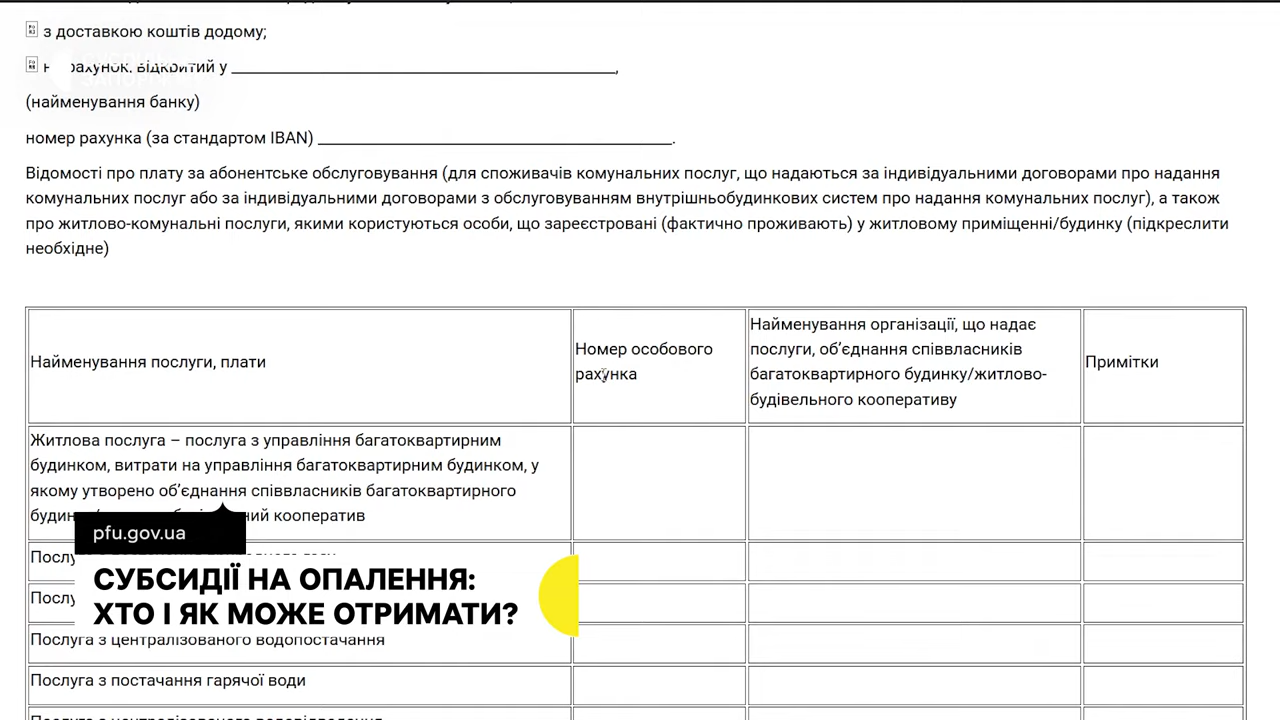 з доставкою коштів додому;
рахунок, відкритий у ________________________________________,
(найменування банку)
номер рахунка (за стандартом IBAN) _____________________________________.
Відомості про плату за абонентське обслуговування (для споживачів комунальних послуг, що надаються за індивідуальними договорами про надання
комунальних послуг або за індивідуальними договорами з обслуговуванням внутрішньобудинкових систем про надання комунальних послуг), а також
про житлово-комунальні послуги, якими користуються особи, що зареєстровані (фактично проживають) у житловому приміщенні/будинку (підкреслити
необхідне)
Найменування послуги, плати
Номер особового
рахунка
Найменування організації, що надає
послуги, об’єднання співвласників
багатоквартирного будинку/житлово-
будівельного кооперативу
Примітки
Житлова послуга – послуга з управління багатоквартирним
будинком, витрати на управління багатоквартирним будинком, у
якому утворено об’єднання співвласників багатоквартирного
кооператив
pfu.gov.ua
СУБСИДІЇ НА ОПАЛЕННЯ:
ХТО І ЯК МОЖЕ ОТРИМАТИ?
Послуга з централізованого водопостачання
Послуга з постачання гарячої води